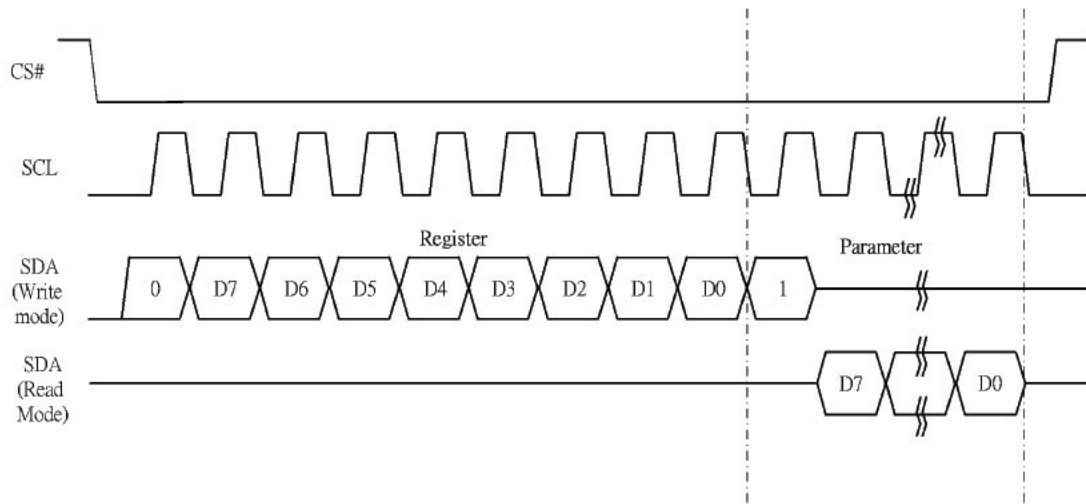 CS#
SCL
Register
Parameter
SDA
(Write
mode)
0 D7 D6 D5 D4 D3 D2 D1 D0 1
SDA
(Read
Mode)
D7 D0